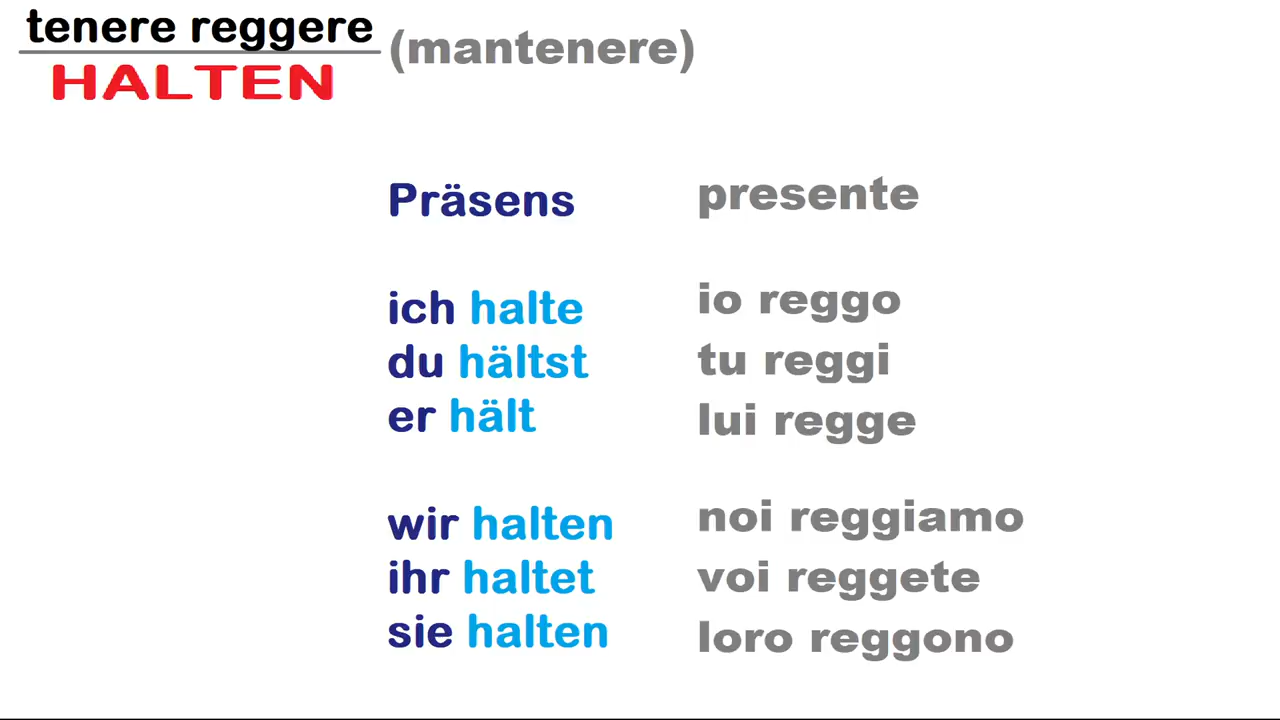 tenere reggere (mantenere)
HALTEN
Präsens presente
ich halte io reggo
du hältst tu reggi
er hält lui regge
wir halten noi reggiamo
ihr haltet voi reggete
sie halten loro reggono